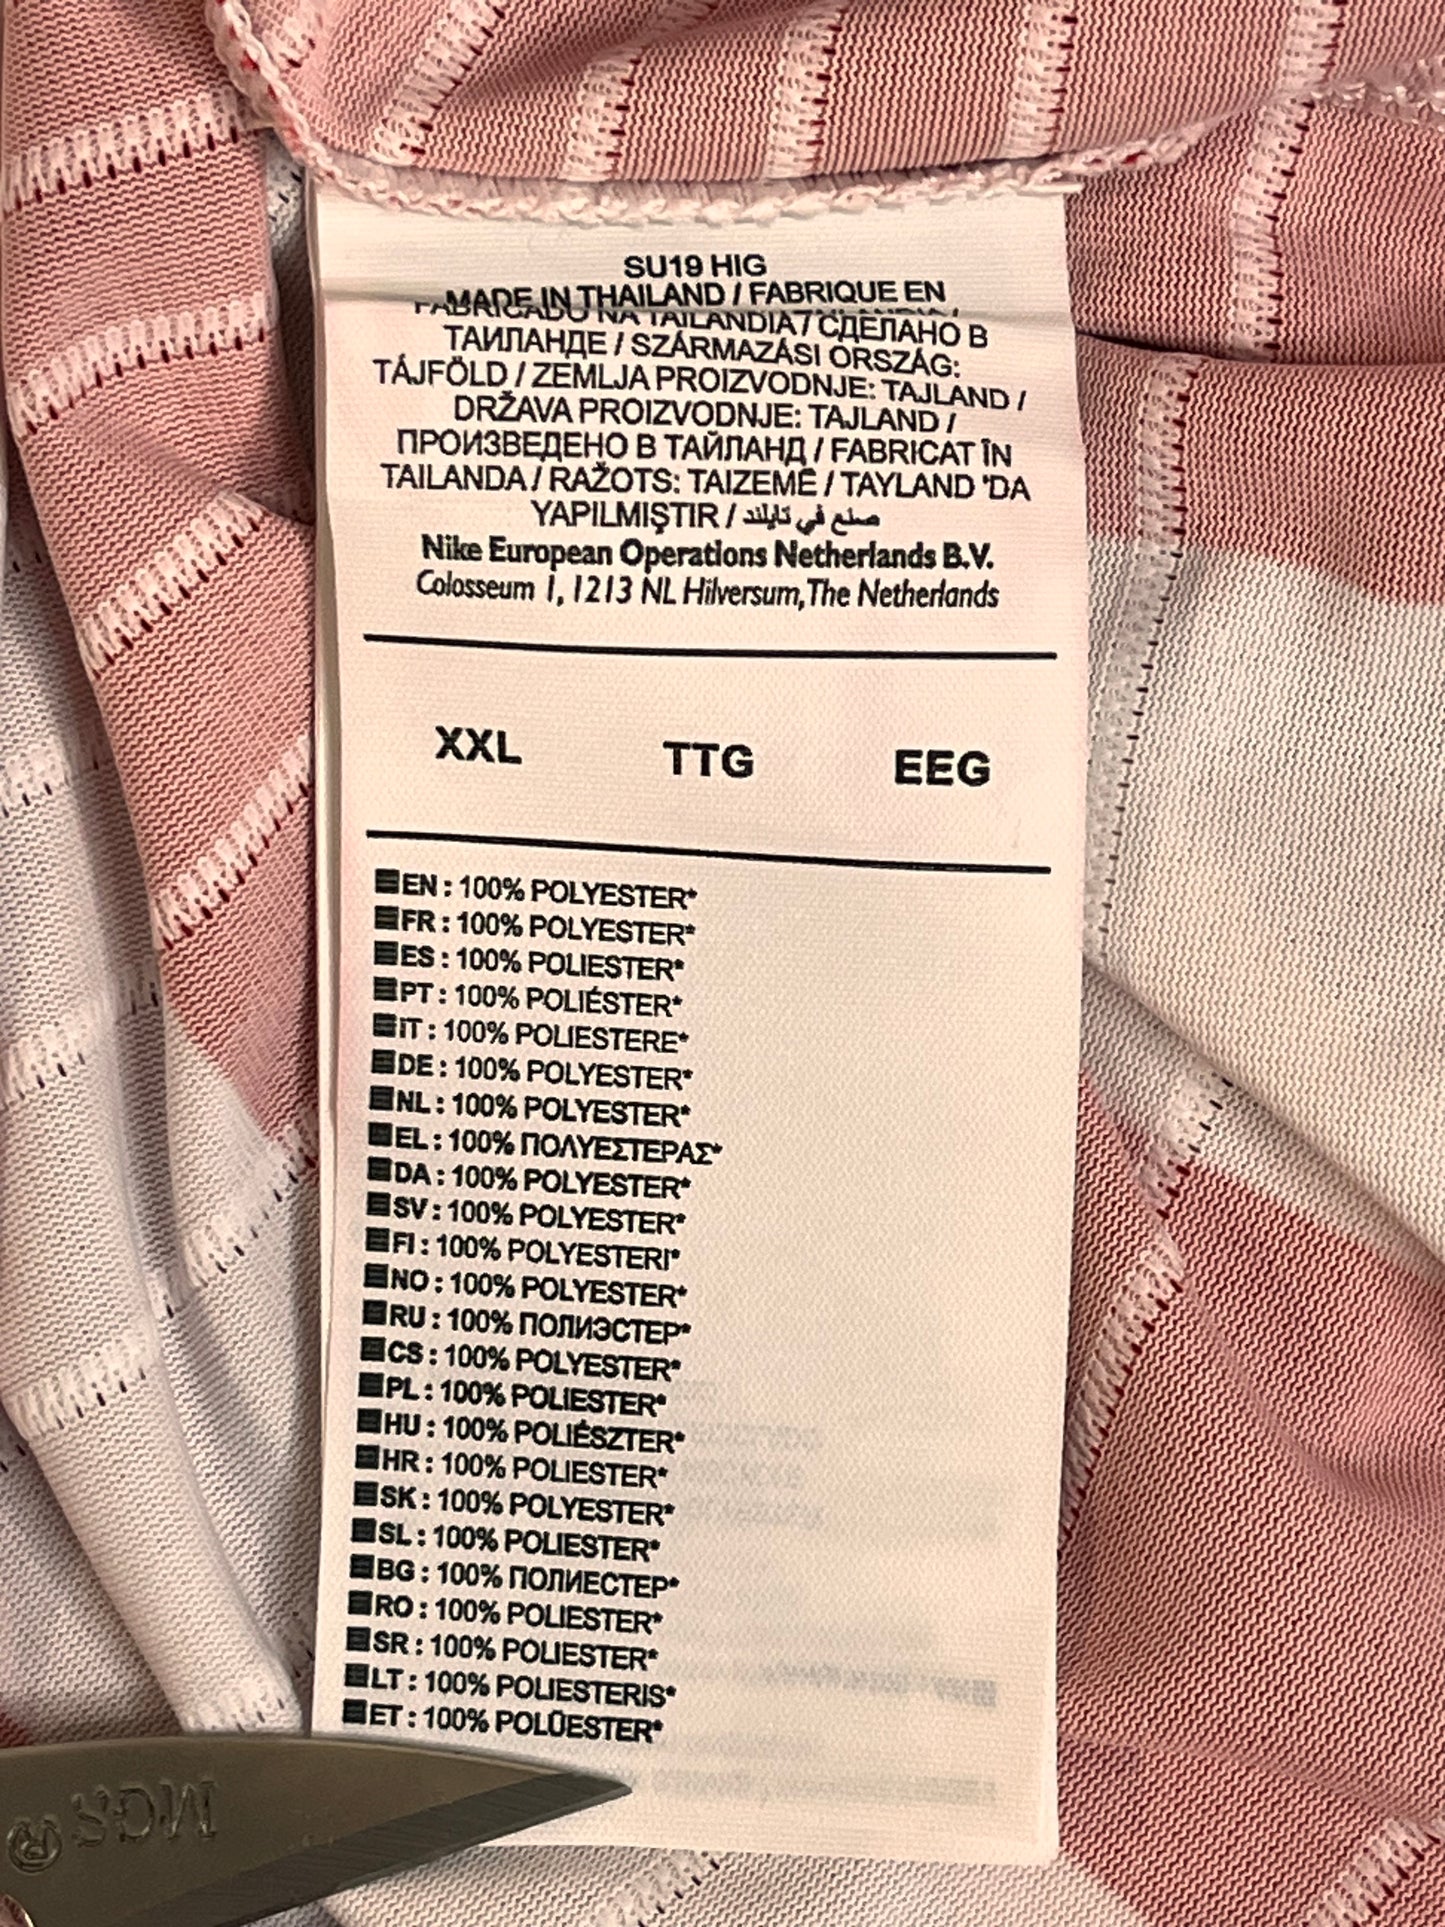 SU19 HIG
MADE IN THAILAND / FABRIQUE EN
FABRICADO NA TAILANDIA / СДЕЛАНО В
ТАИЛАНДЕ / SZÁRMAZÁSI ORSZÁG:
TÁJFÖLD / ZEMLJA PROIZVODNJE: TAJLAND /
DRŽAVA PROIZVODNJE: TAJLAND /
ПРОИЗВЕДЕНО В ТАЙЛАНД / FABRICAT ÎN
TAILANDA / RAŽOTS: TAIZEMĒ / TAYLAND 'DA
YAPILMIŞTIR / صنع في تايلند
Nike European Operations Netherlands B.V.
Colosseum 1, 1213 NL Hilversum, The Netherlands
XXL TTG EEG
EN : 100% POLYESTER*
FR : 100% POLYESTER*
ES : 100% POLIESTER*
PT : 100% POLIÉSTER*
IT : 100% POLIESTERE*
DE : 100% POLYESTER*
NL : 100% POLYESTER*
EL : 100% ΠΟΛΥΕΣΤΕΡΑΣ*
DA : 100% POLYESTER*
SV : 100% POLYESTER*
FI : 100% POLYESTERI*
NO : 100% POLYESTER*
RU : 100% ПОЛИЭСТЕР*
CS : 100% POLYESTER*
PL : 100% POLIESTER*
HU : 100% POLIÉSZTER*
HR : 100% POLIESTER*
SK : 100% POLYESTER*
SL : 100% POLIESTER*
BG : 100% ПОЛИЕСТЕР*
RO : 100% POLIESTER*
SR : 100% POLIESTER*
LT : 100% POLIESTERIS*
ET : 100% POLÜESTER*